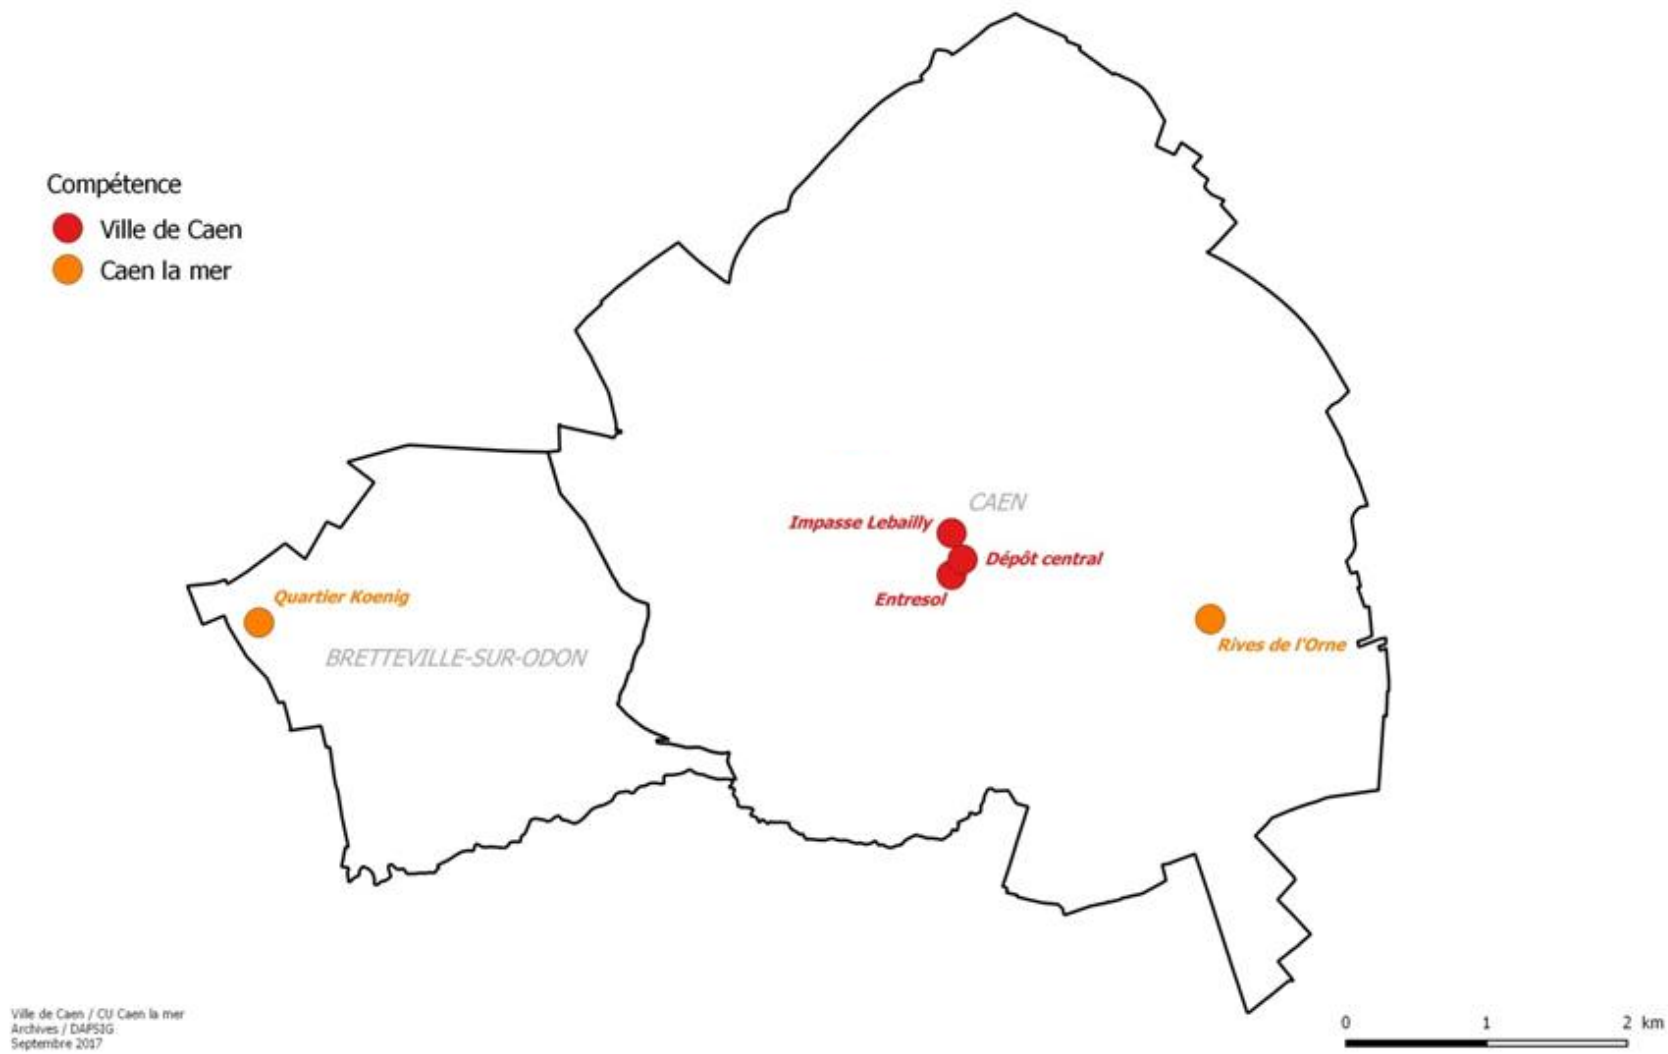 Compétence
Ville de Caen
Caen la mer
CAEN
Impasse Lebailly
Dépôt central
Entresol
Quartier Koenig
Rives de l'Orne
BRETTEVILLE-SUR-ODON
Ville de Caen / CU Caen la mer
Archives / DAPSIG
Septembre 2017
0 1 2 km